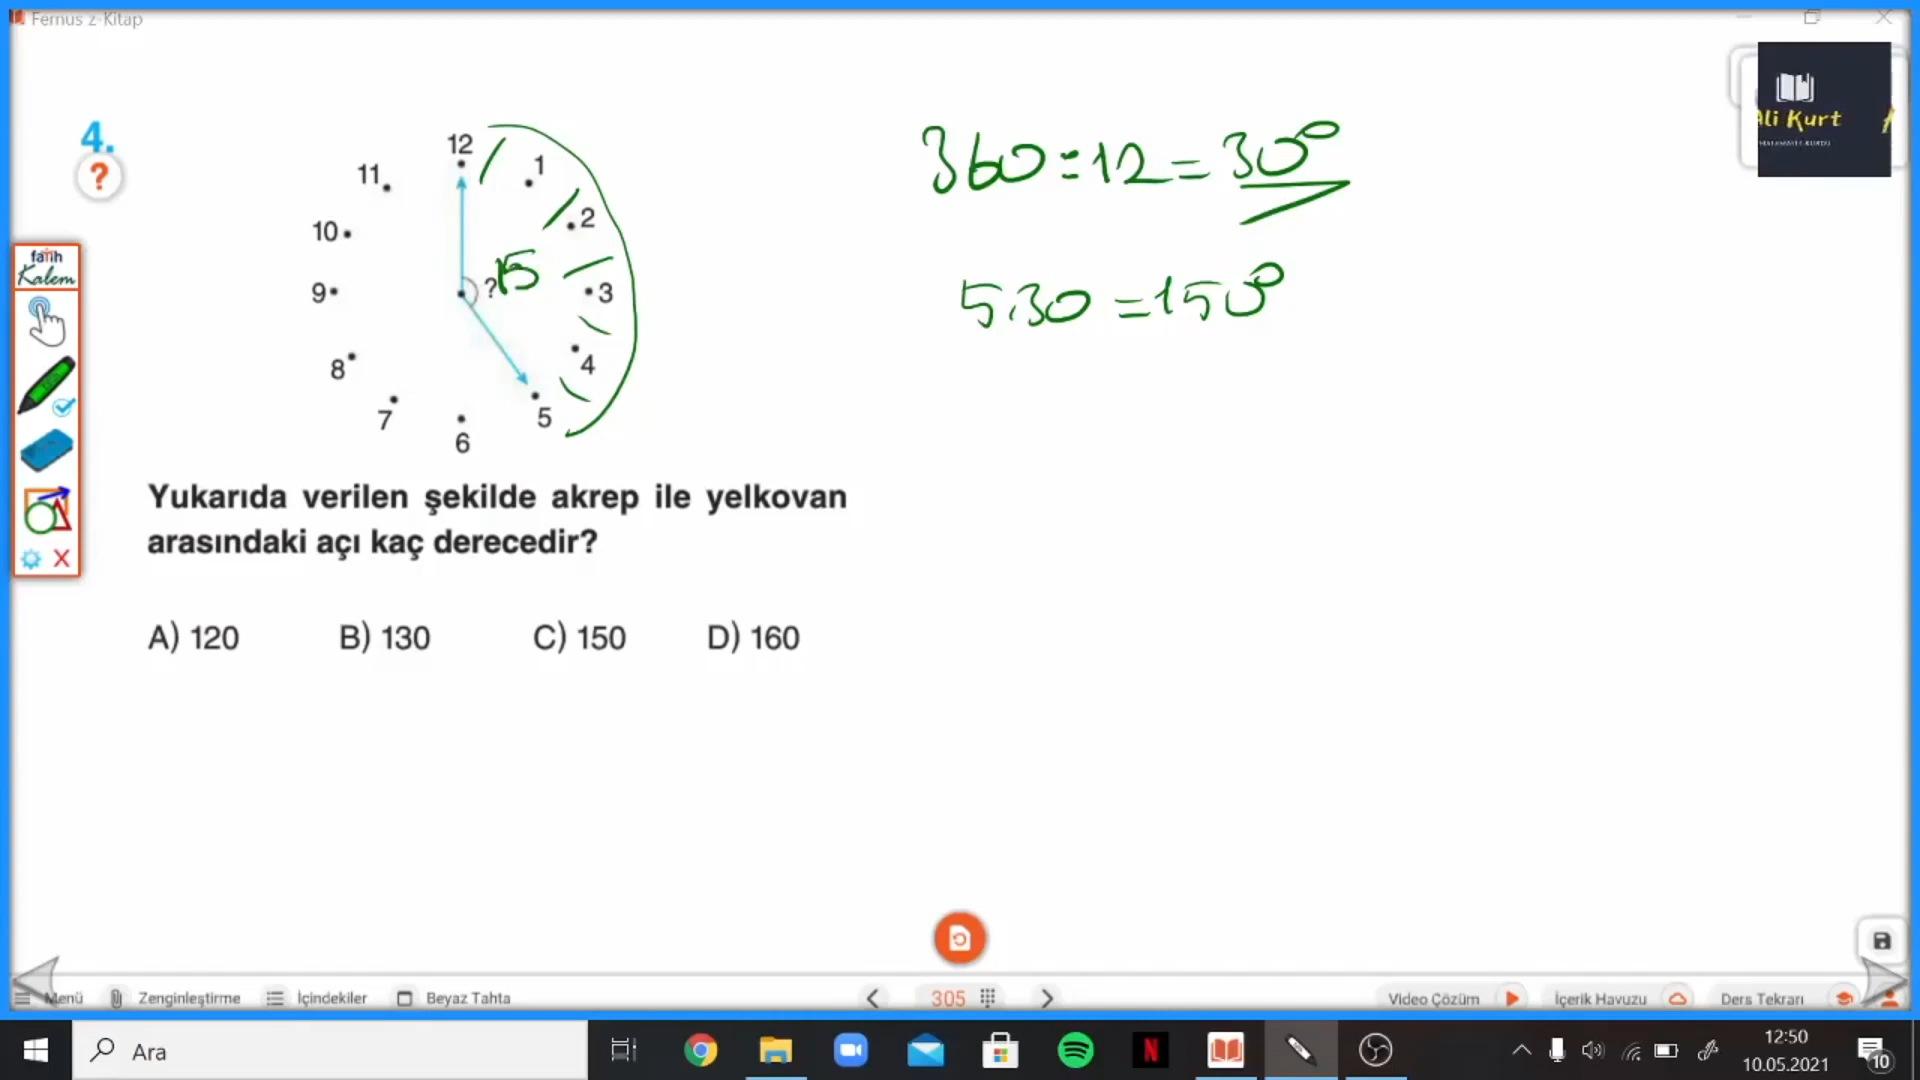 Fernus z-Kitap
Ali Kurt
4.
?
12
1
2
3
4
5
6
7
8
9
10
11
?
15
360:12=30°
5.30=150°
fatih
Kalem
Yukarıda verilen şekilde akrep ile yelkovan
arasındaki açı kaç derecedir?
A) 120 B) 130 C) 150 D) 160
Menü Zenginleştirme İçindekiler Beyaz Tahta 305 Video Çözüm İçerik Havuzu Ders Tekrarı
Ara
12:50
10.05.2021
10